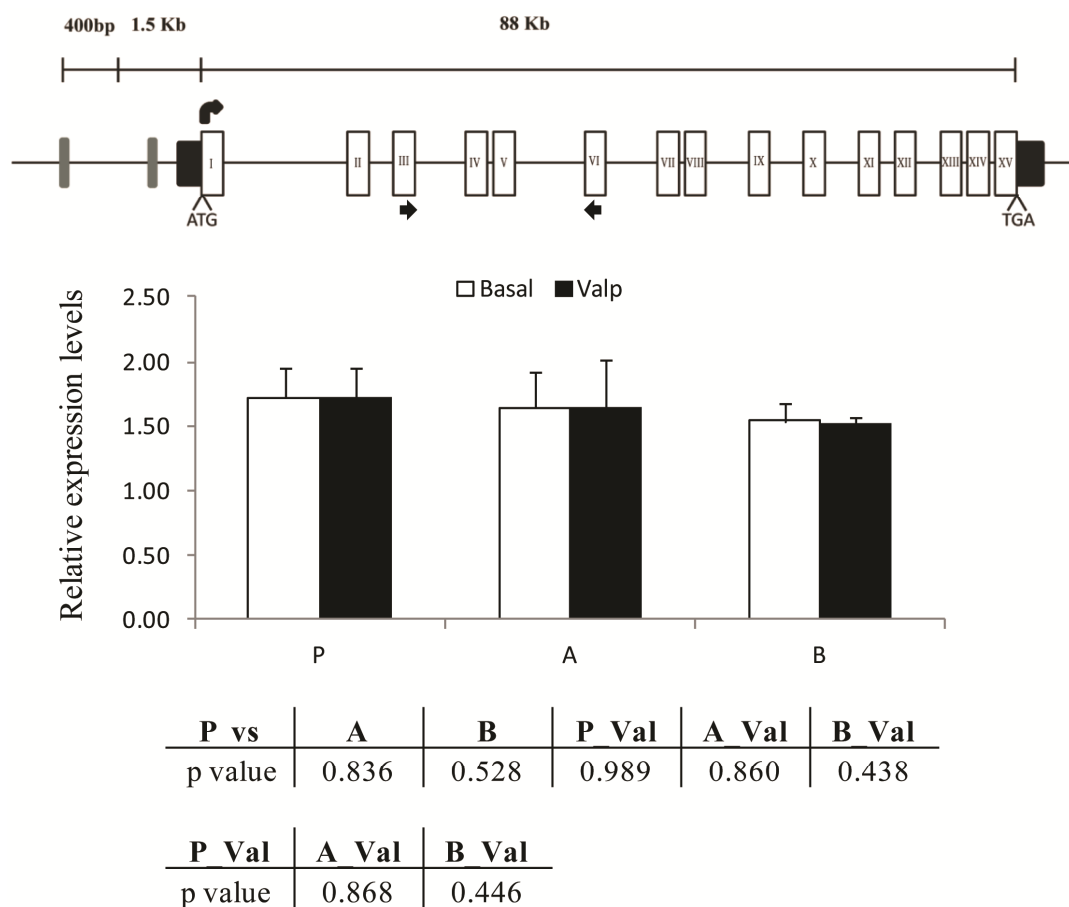 400bp 1.5 Kb 88 Kb
I II III IV V VI VII VIII IX X XI XII XIII XIV XV
ATG TGA
Basal Valp
Relative expression levels
2.50
2.00
1.50
1.00
0.50
0.00
P A B
P_vs A B P_Val A_Val B_Val
p value 0.836 0.528 0.989 0.860 0.438
P_Val A_Val B_Val
p value 0.868 0.446